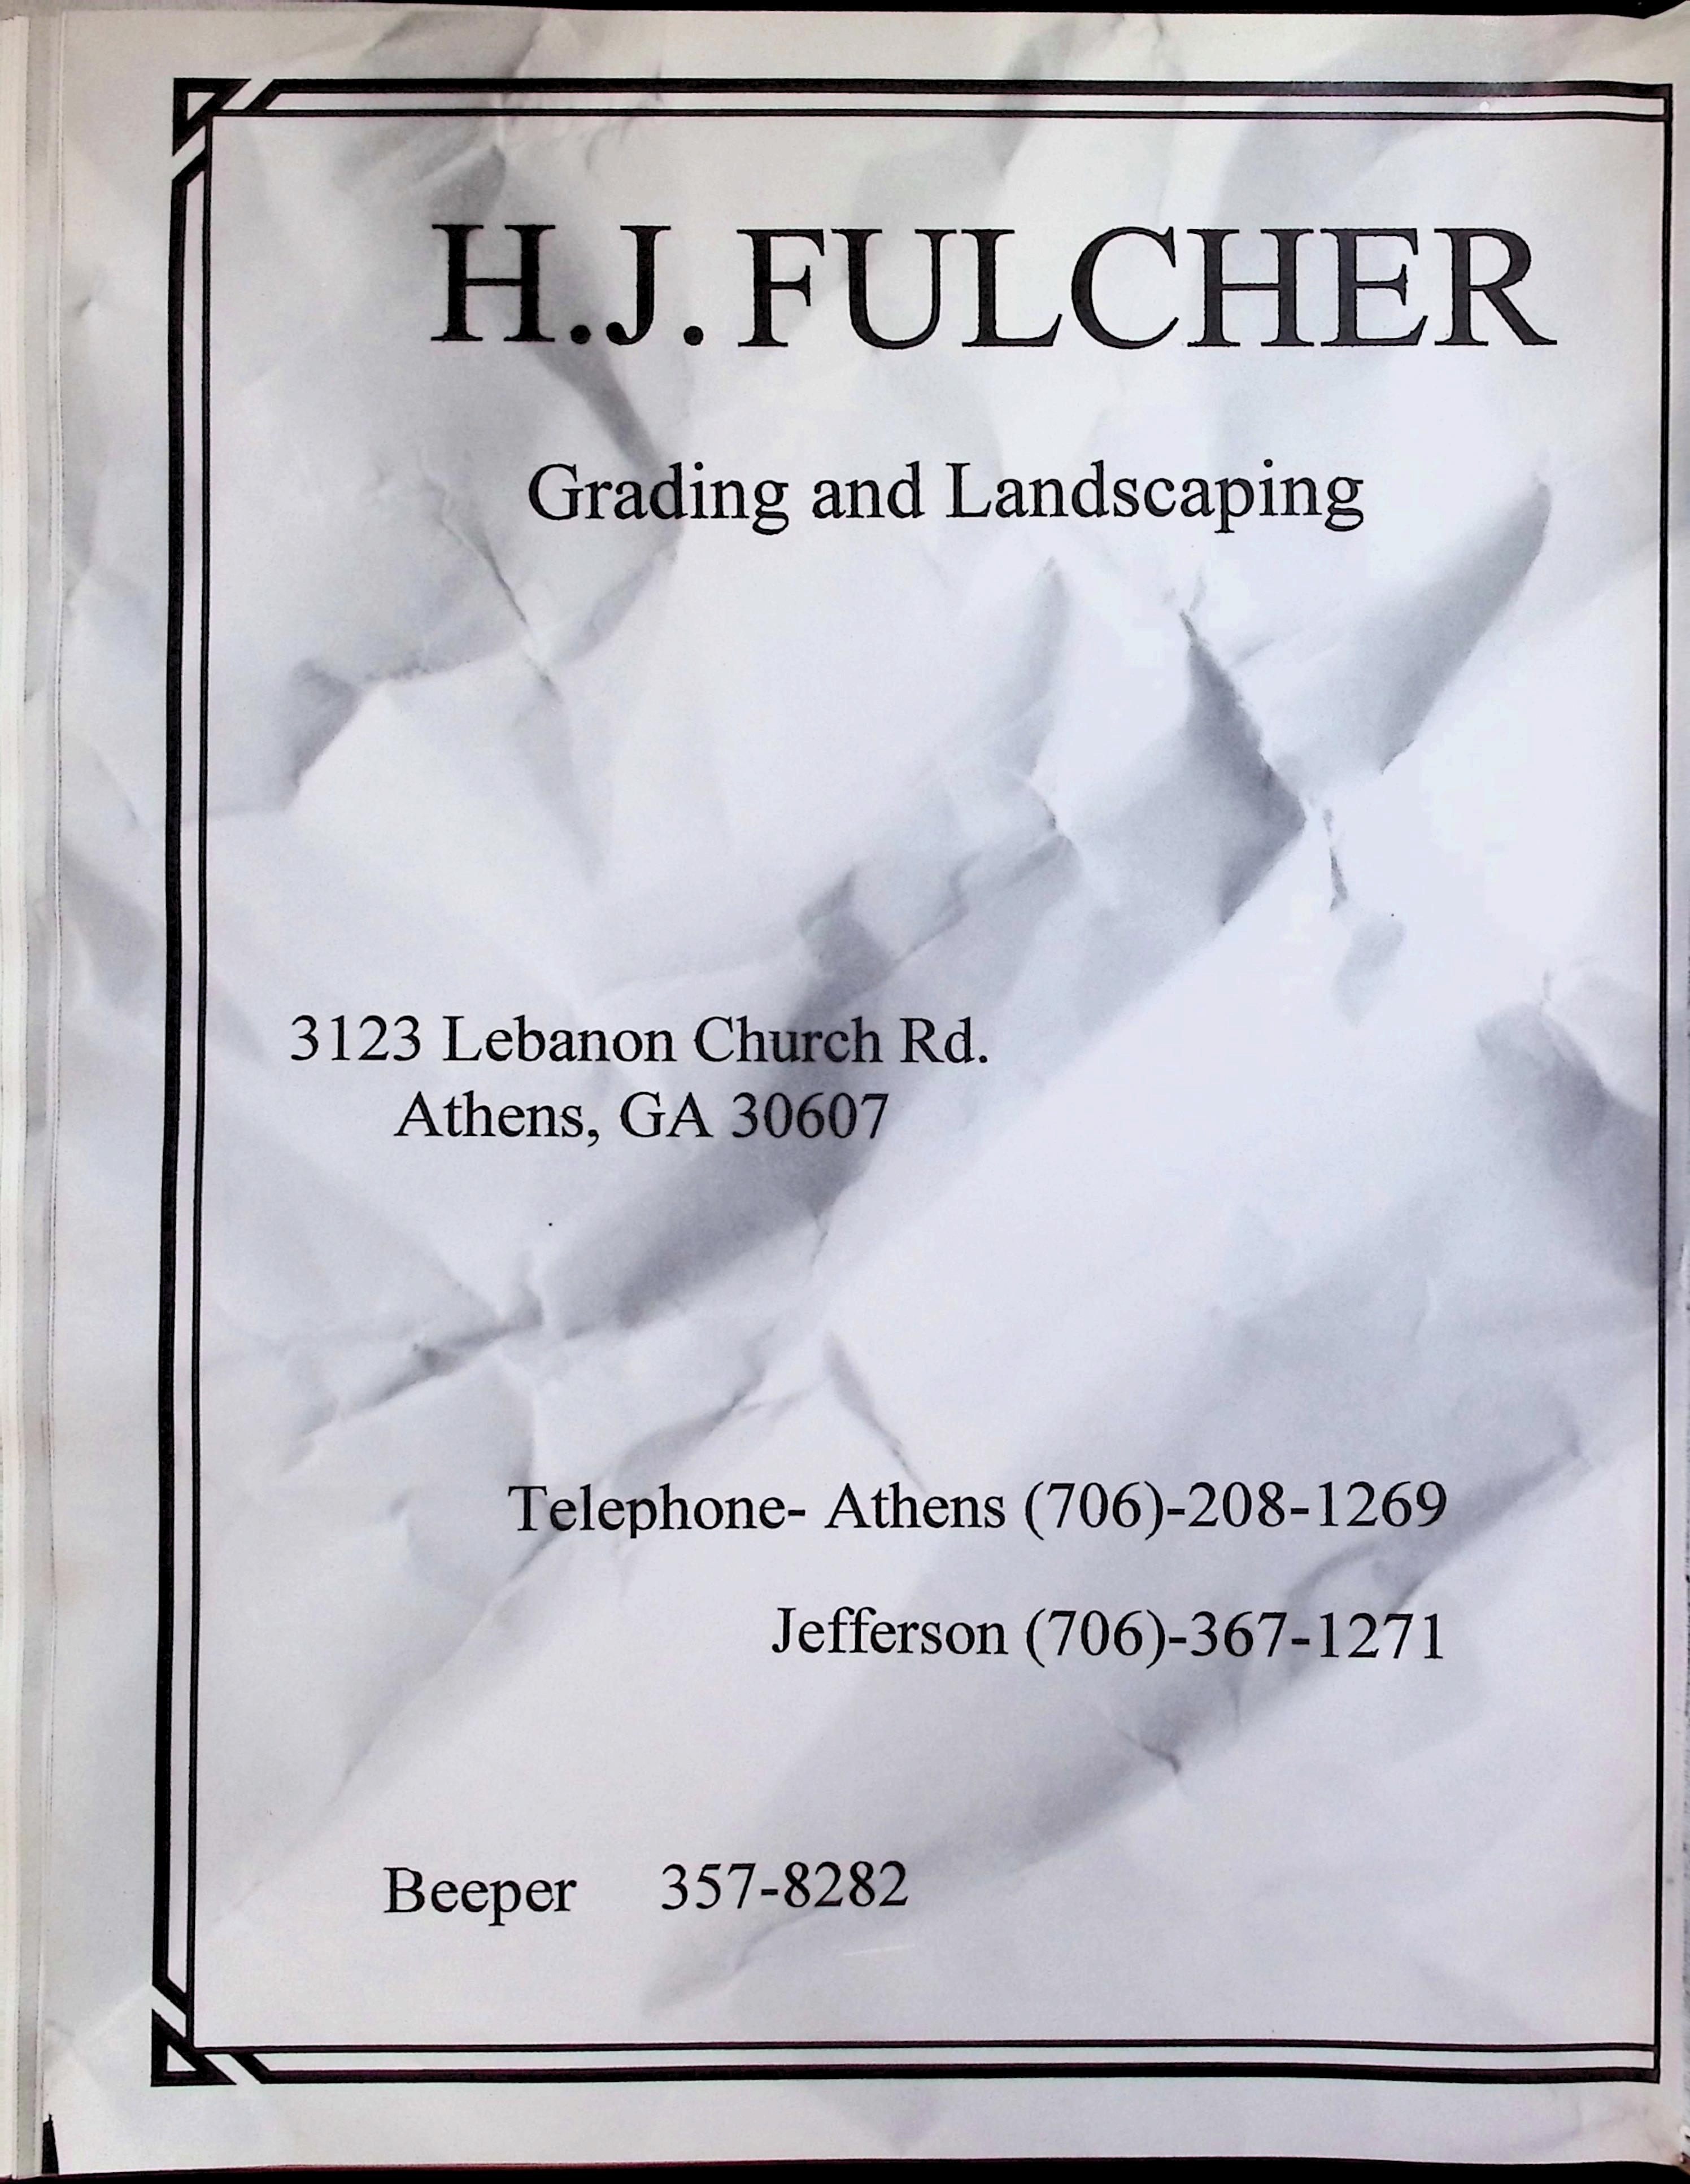 H.J. FULCHER
Grading and Landscaping
3123 Lebanon Church Rd.
Athens, GA 30607
Telephone- Athens (706)-208-1269
Jefferson (706)-367-1271
Beeper 357-8282